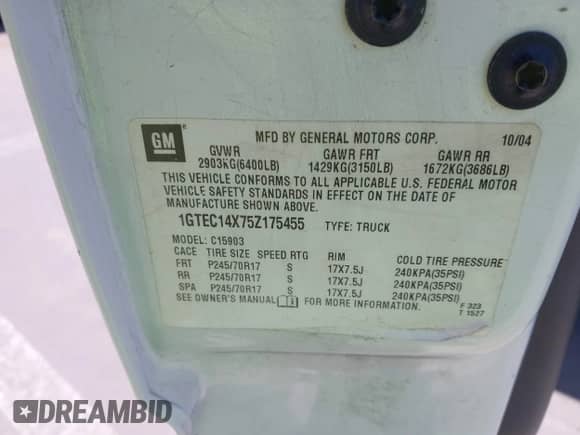 GM
MFD BY GENERAL MOTORS CORP. 10/04
GVWR GAWR FRT GAWR RR
2903KG(6400LB) 1429KG(3150LB) 1672KG(3686LB)
THIS VEHICLE CONFORMS TO ALL APPLICABLE U.S. FEDERAL MOTOR
VEHICLE SAFETY STANDARDS IN EFFECT ON THE DATE OF
MANUFACTURE SHOWN ABOVE.
1GTEC14X75Z175455 TYPE: TRUCK
MODEL: C15903
CACE TIRE SIZE SPEED RTG RIM COLD TIRE PRESSURE
FRT P245/70R17 S 17X7.5J 240KPA(35PSI)
RR P245/70R17 S 17X7.5J 240KPA(35PSI)
SPA P245/70R17 S 17X7.5J 240KPA(35PSI)
SEE OWNER'S MANUAL FOR MORE INFORMATION.
F 323
T 1527
DREAMBID